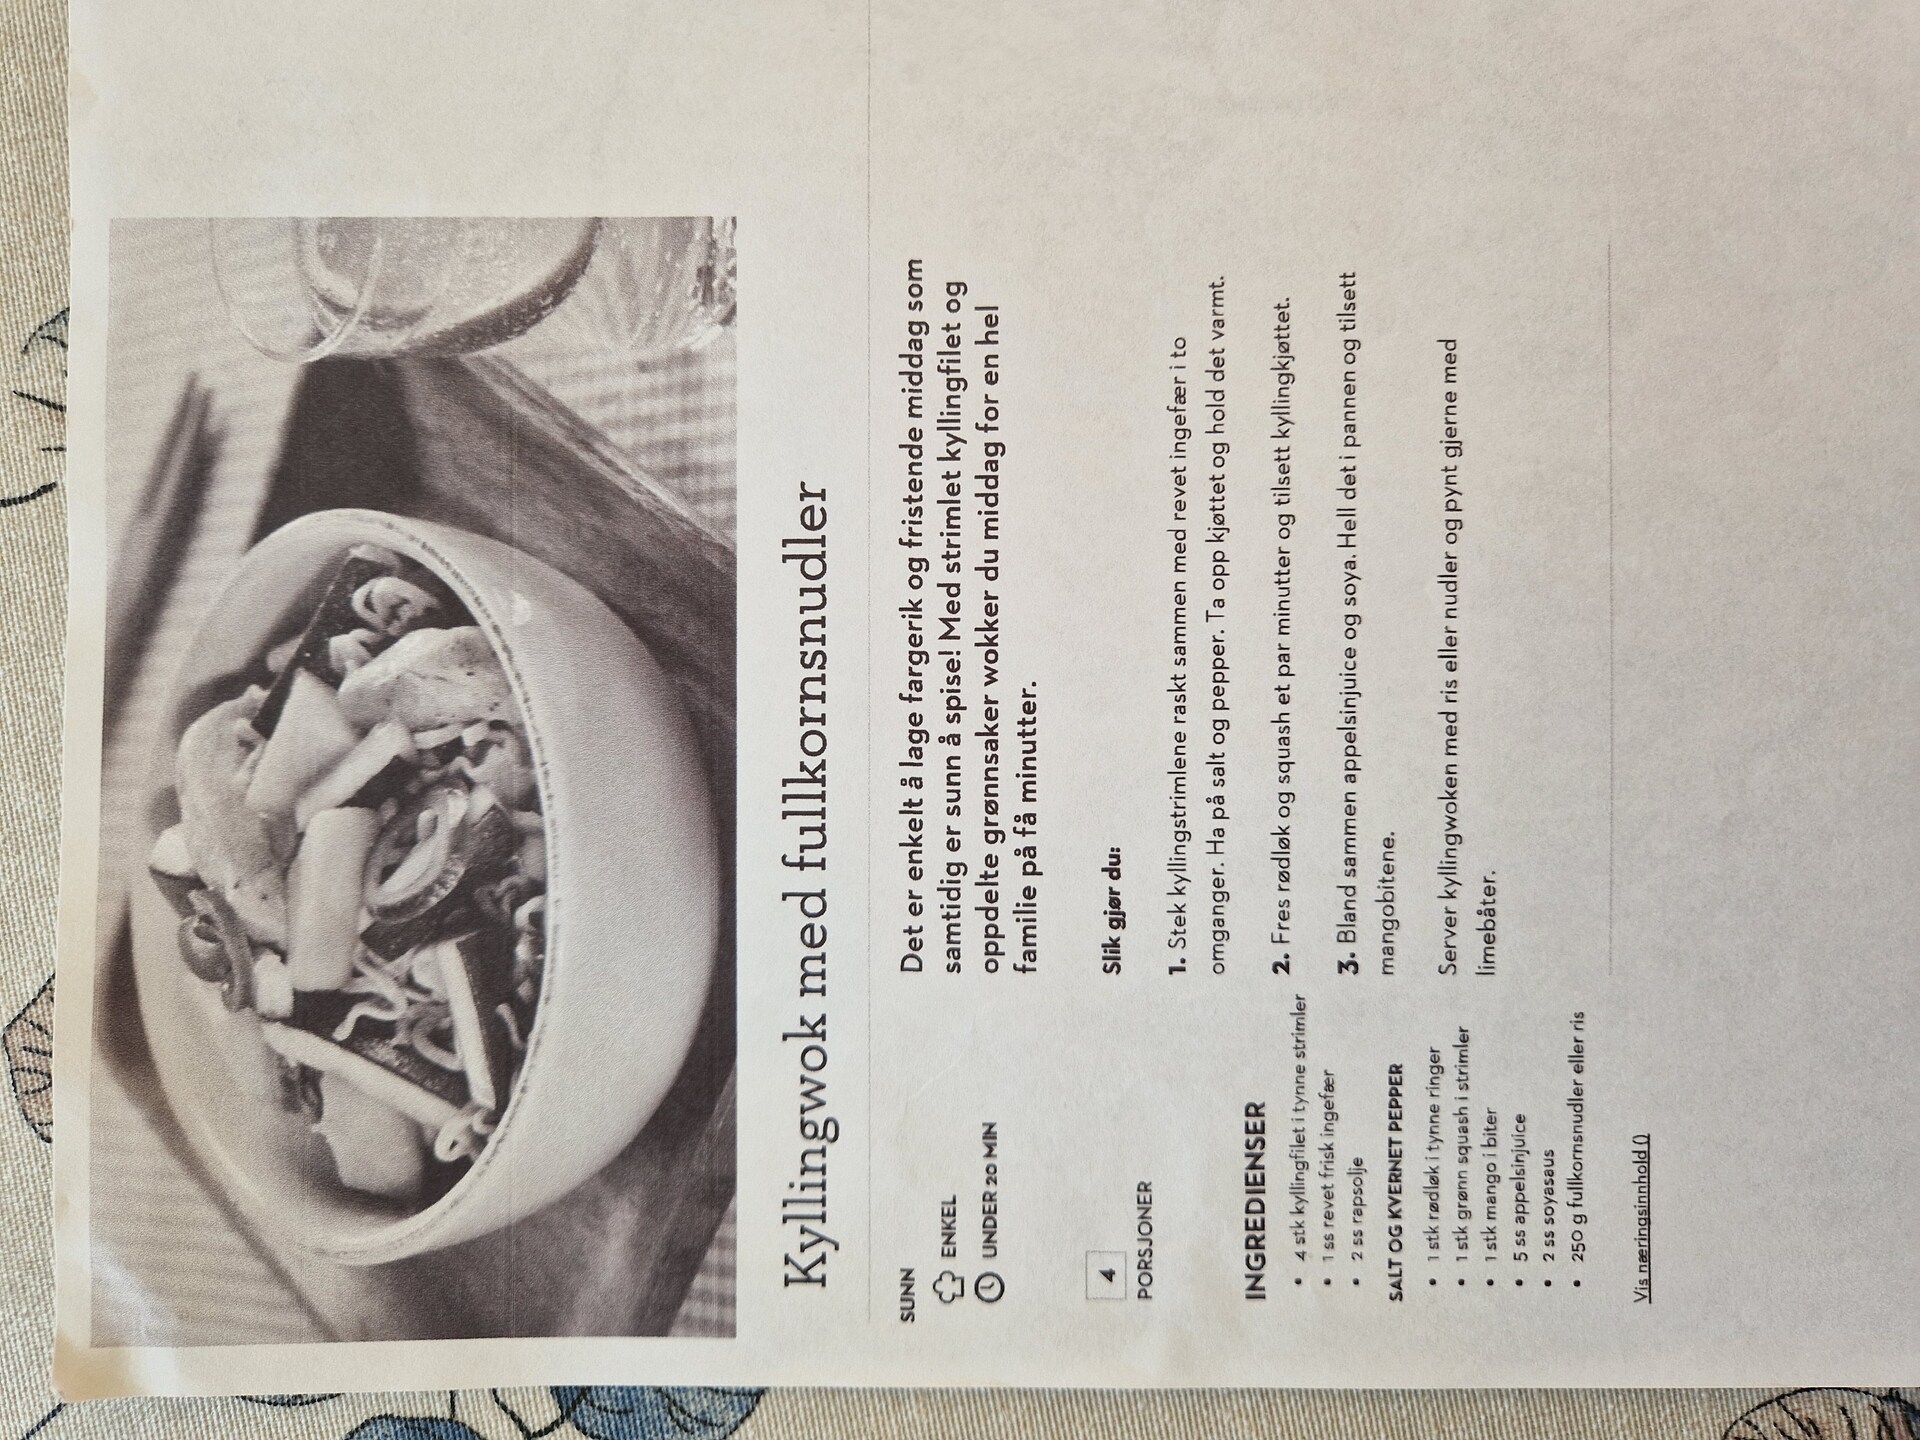 Kyllingwok med fullkornsnudler
SUNN
ENKEL
UNDER 20 MIN
4
PORSJONER
INGREDIENSER
• 4 stk kyllingfilet i tynne strimler
• 1 ss revet frisk ingefær
• 2 ss rapsolje
SALT OG KVERNET PEPPER
• 1 stk rødløk i tynne ringer
• 1 stk grønn squash i strimler
• 1 stk mango i biter
• 5 ss appelsinjuice
• 2 ss soyasaus
• 250 g fullkornsnudler eller ris
Vis næringsinnhold ()
Det er enkelt å lage fargerik og fristende middag som
samtidig er sunn å spise! Med strimlet kyllingfilet og
oppdelte grønnsaker wokker du middag for en hel
familie på få minutter.
Slik gjør du:
1. Stek kyllingstrimlene raskt sammen med revet ingefær i to
omganger. Ha på salt og pepper. Ta opp kjøttet og hold det varmt.
2. Fres rødløk og squash et par minutter og tilsett kyllingkjøttet.
3. Bland sammen appelsinjuice og soya. Hell det i pannen og tilsett
mangobitene.
Server kyllingwoken med ris eller nudler og pynt gjerne med
limebåter.